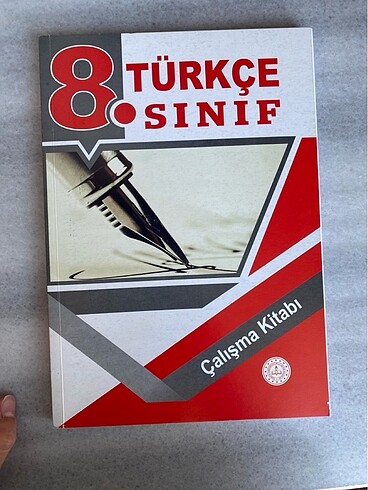 8.
TÜRKÇE
SINIF
Çalışma Kitabı